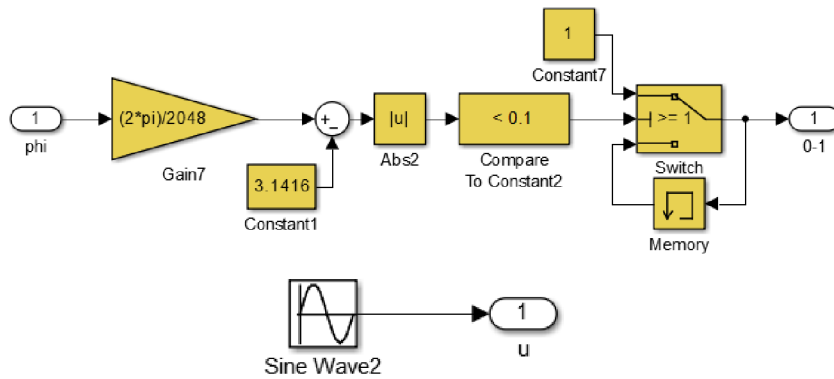 1
Constant7
1
phi
(2*pi)/2048
Gain7
+
−
|u|
Abs2
< 0.1
Compare
To Constant2
>= 1
Switch
1
0-1
3.1416
Constant1
Memory
Sine Wave2
1
u